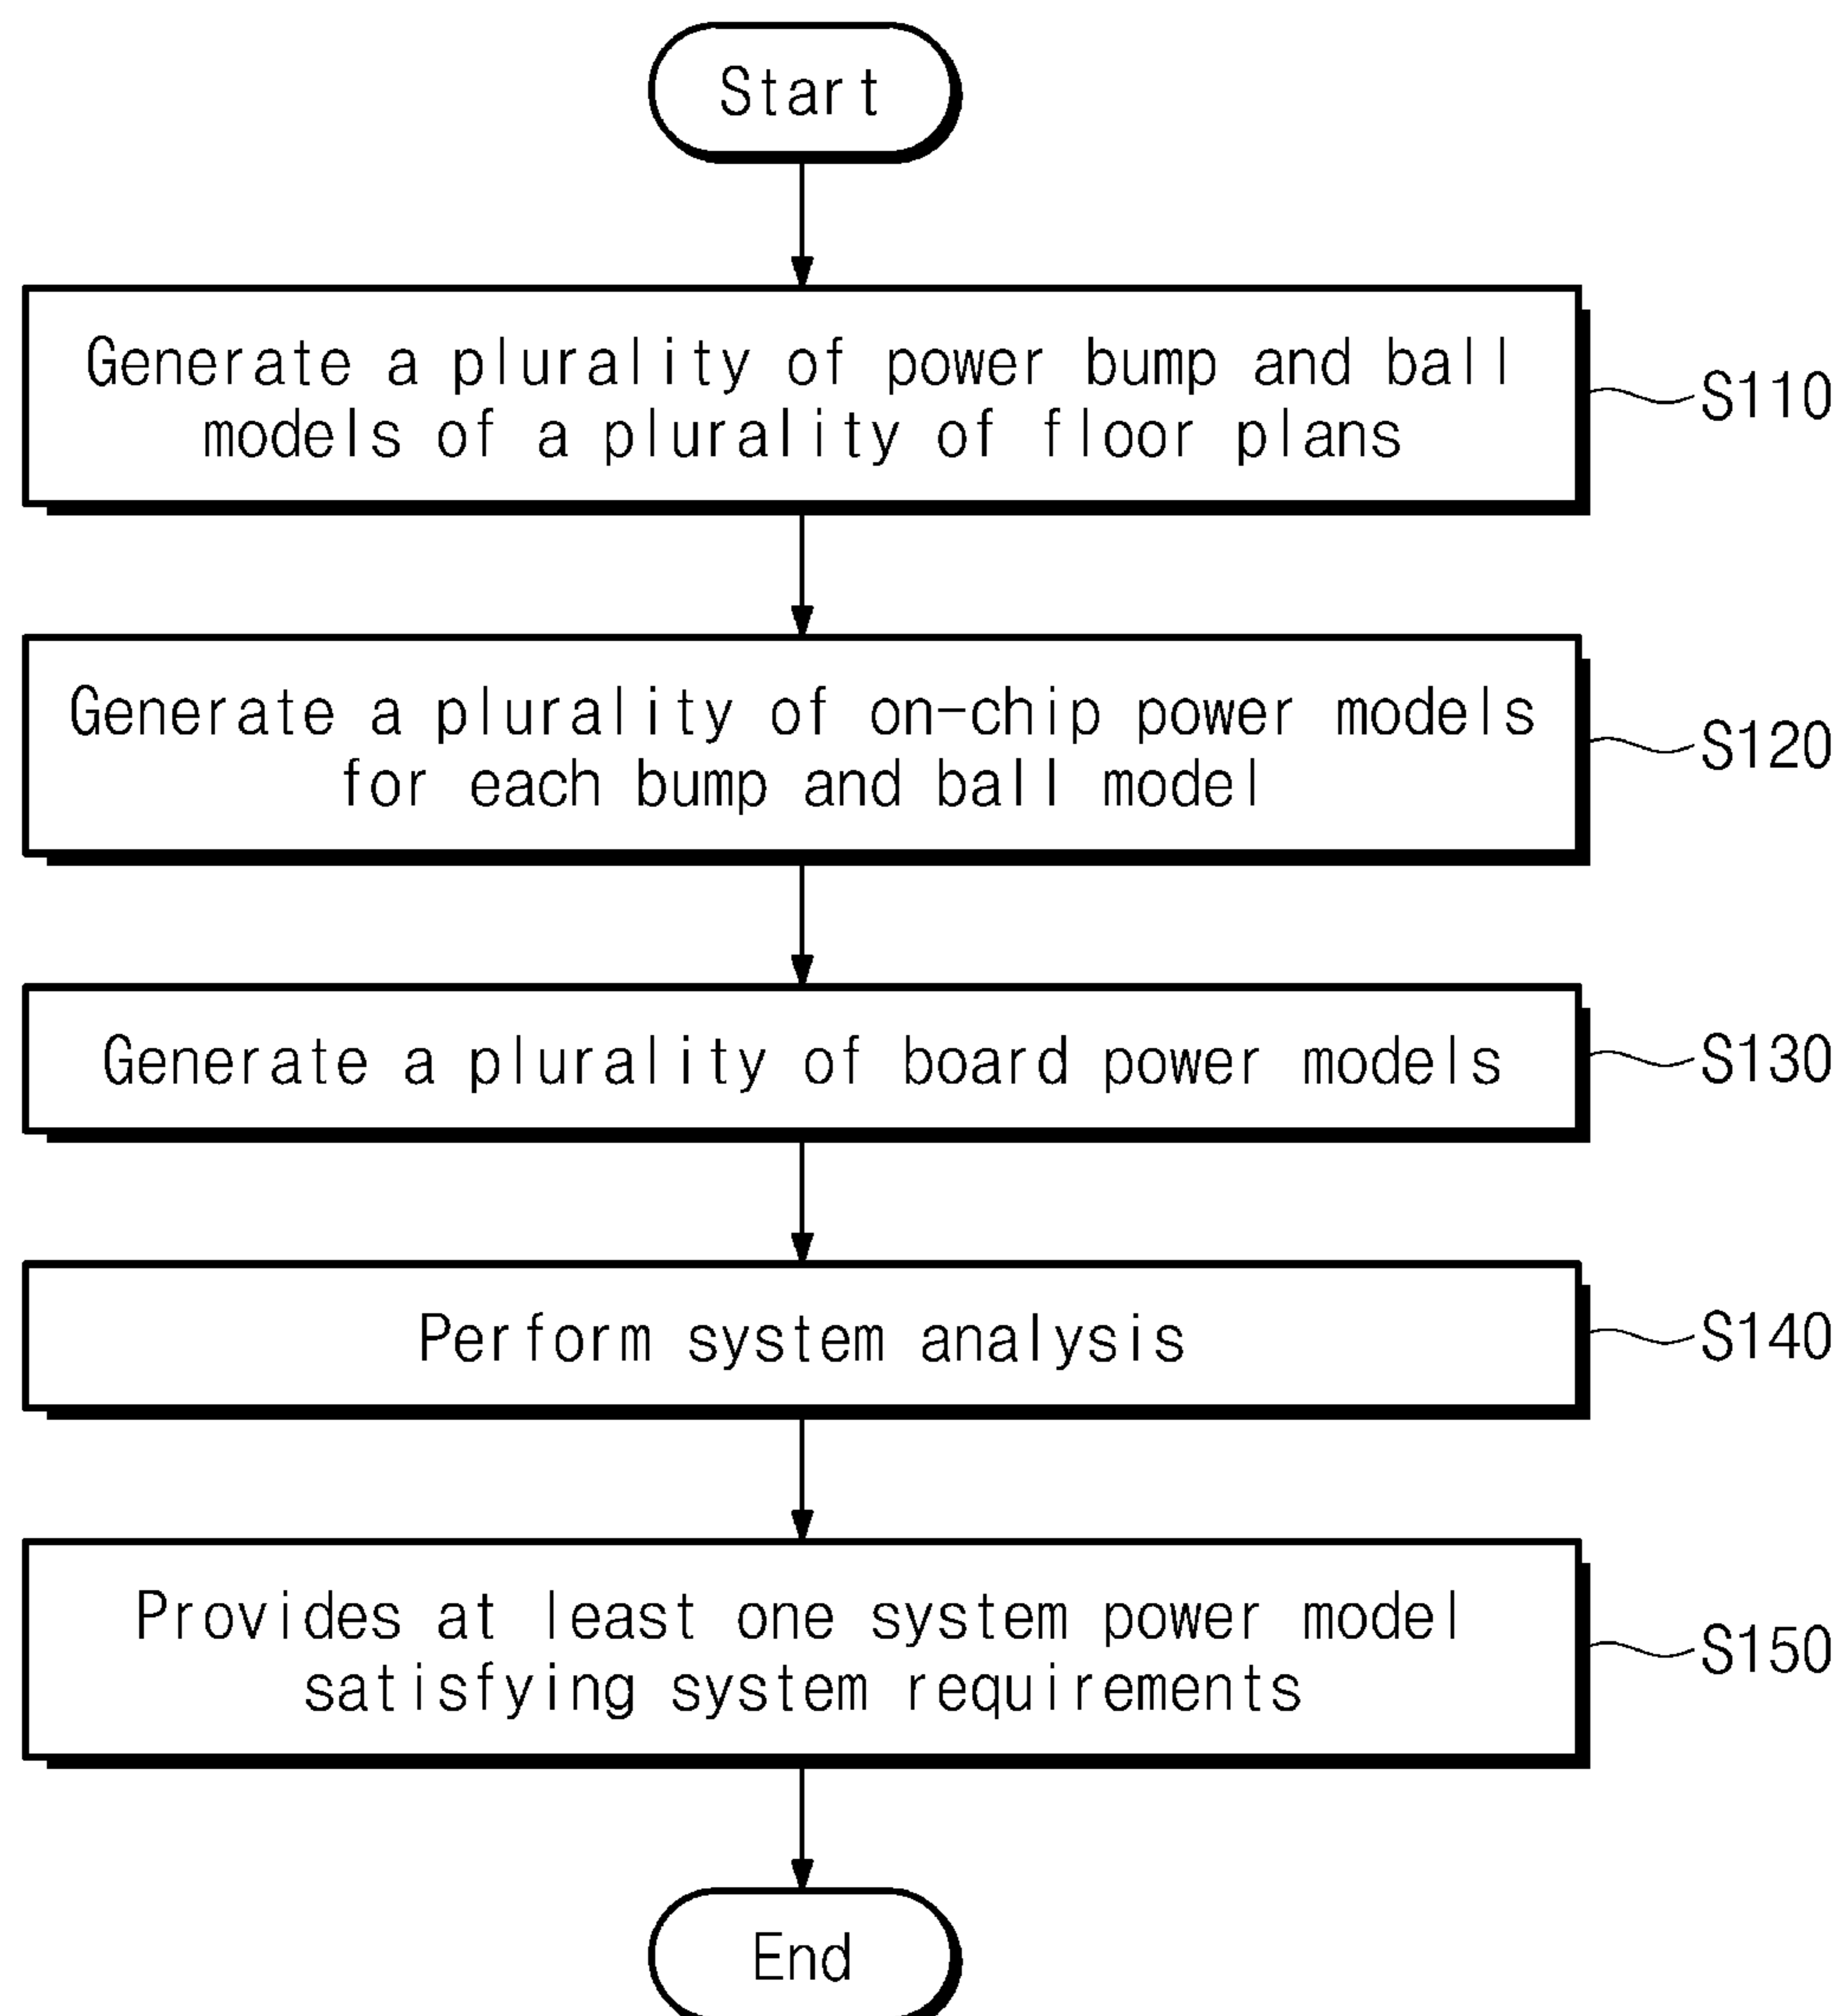 Start
Generate a plurality of power bump and ball
models of a plurality of floor plans
S110
Generate a plurality of on-chip power models
for each bump and ball model
S120
Generate a plurality of board power models
S130
Perform system analysis
S140
Provides at least one system power model
satisfying system requirements
S150
End